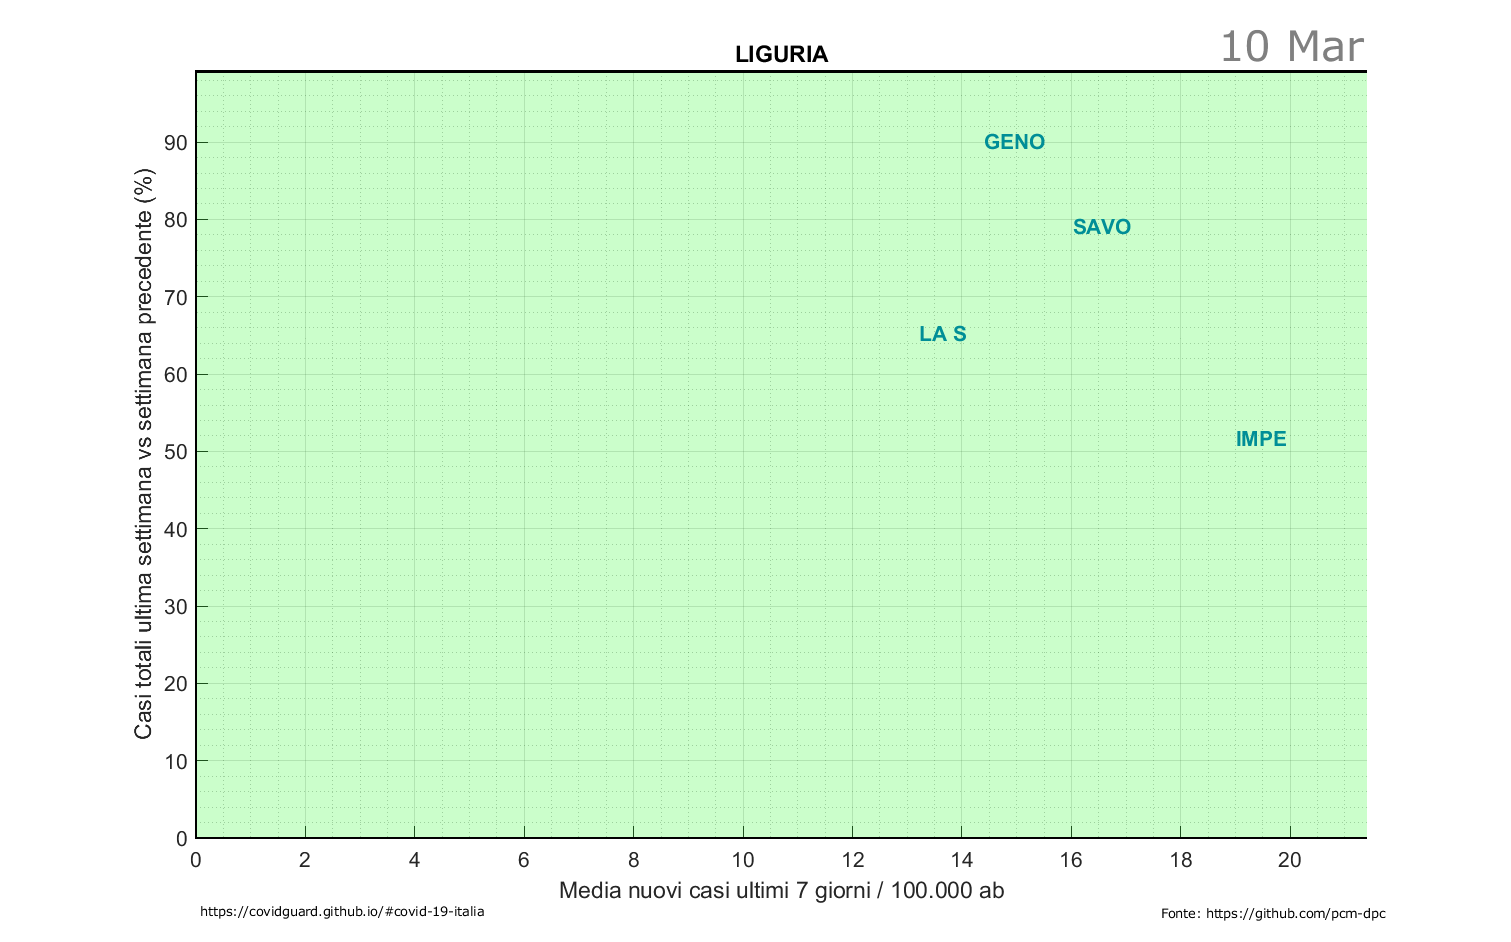 10 Mar
LIGURIA
Casi totali ultima settimana vs settimana precedente (%)
90
80
70
60
50
40
30
20
10
0
GENO
SAVO
LA S
IMPE
0 2 4 6 8 10 12 14 16 18 20
Media nuovi casi ultimi 7 giorni / 100.000 ab
https://covidguard.github.io/#covid-19-italia
Fonte: https://github.com/pcm-dpc